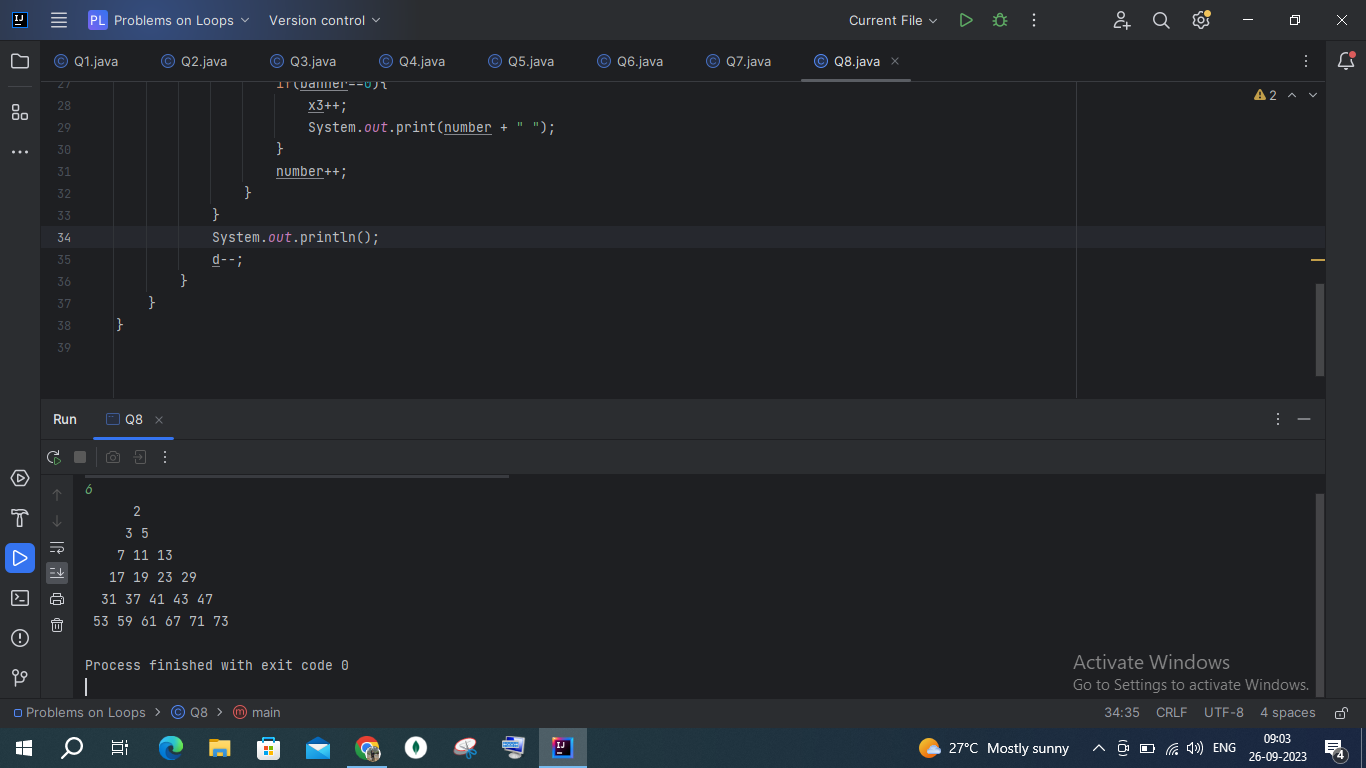 PL Problems on Loops Version control Current File
Q1.java Q2.java Q3.java Q4.java Q5.java Q6.java Q7.java Q8.java
27 if(banner==0){
2
28 x3++;
29 System.out.print(number + " ");
30 }
31 number++;
32 }
33 }
34 System.out.println();
35 d--;
36 }
37 }
38 }
39
Run Q8
6
2
3 5
7 11 13
17 19 23 29
31 37 41 43 47
53 59 61 67 71 73
Process finished with exit code 0
Activate Windows
Go to Settings to activate Windows.
Problems on Loops > Q8 > main 34:35 CRLF UTF-8 4 spaces
27°C Mostly sunny ENG 09:03
26-09-2023 4